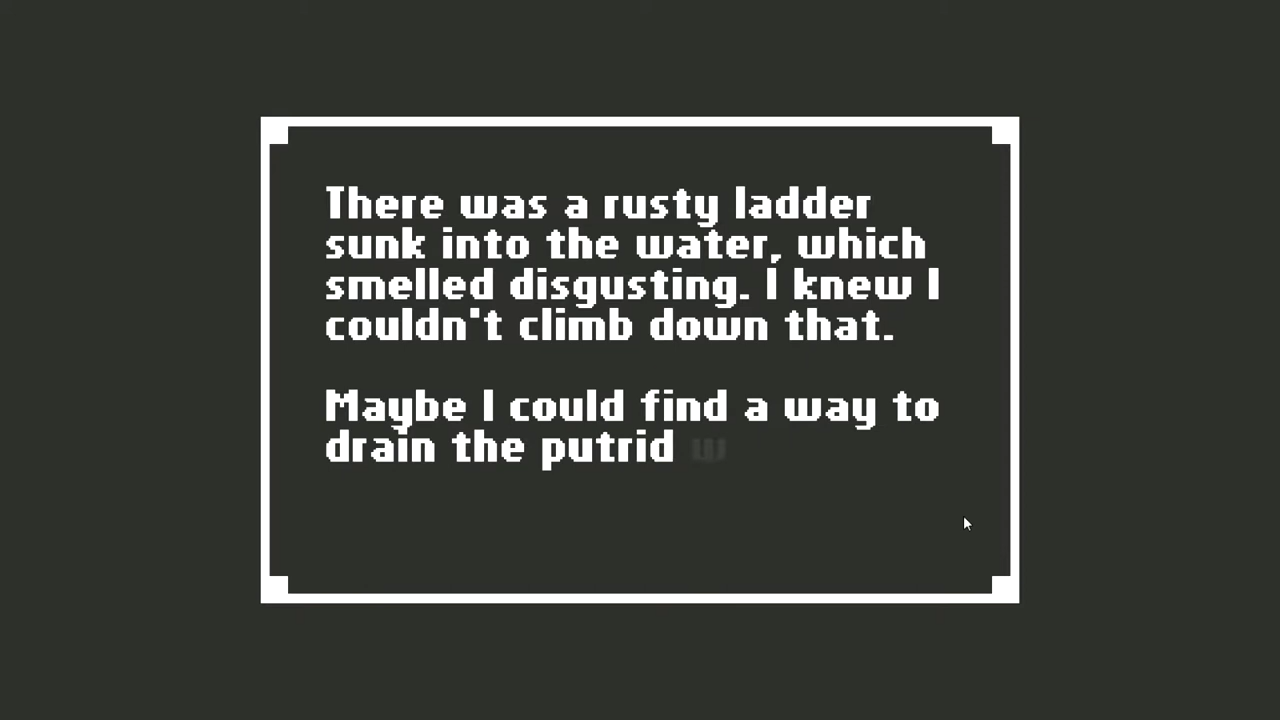 There was a rusty ladder
sunk into the water, which
smelled disgusting. I knew I
couldn't climb down that.
Maybe I could find a way to
drain the putrid w